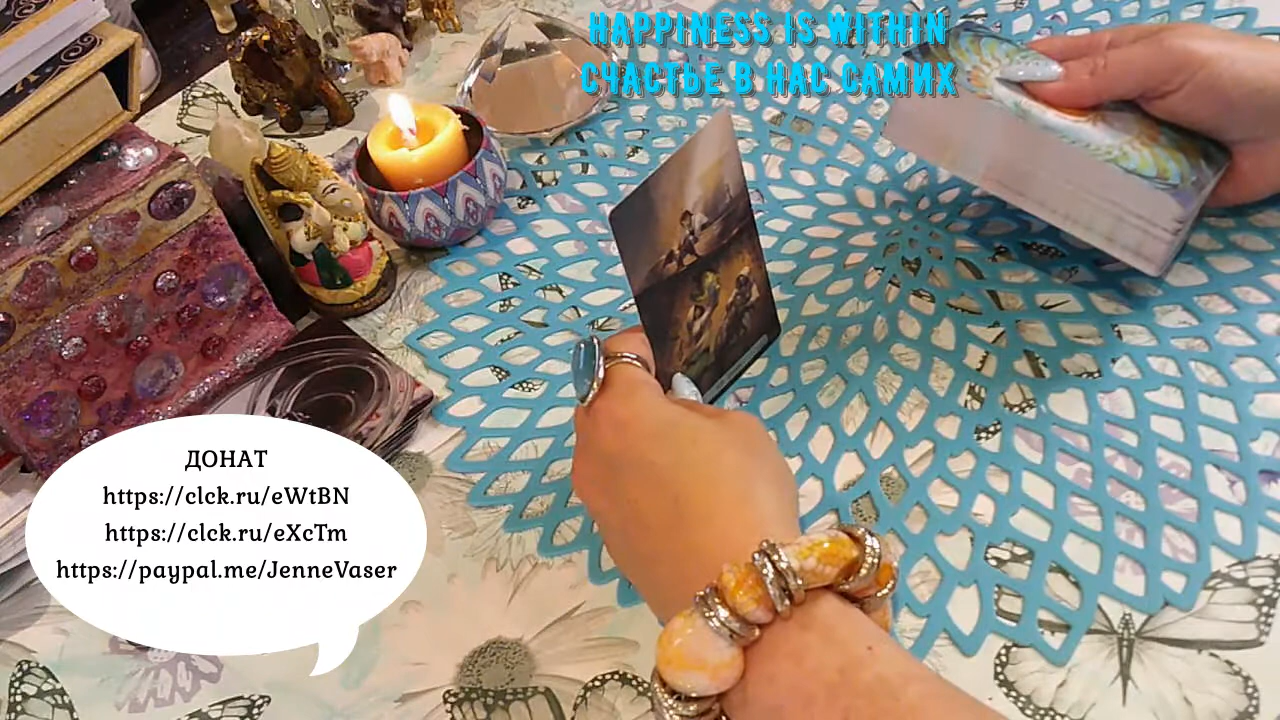 HAPPINESS IS WITHIN
СЧАСТЬЕ В НАС САМИХ
ДОНАТ
https://clck.ru/eWtBN
https://clck.ru/eXcTm
https://paypal.me/JenneVaser